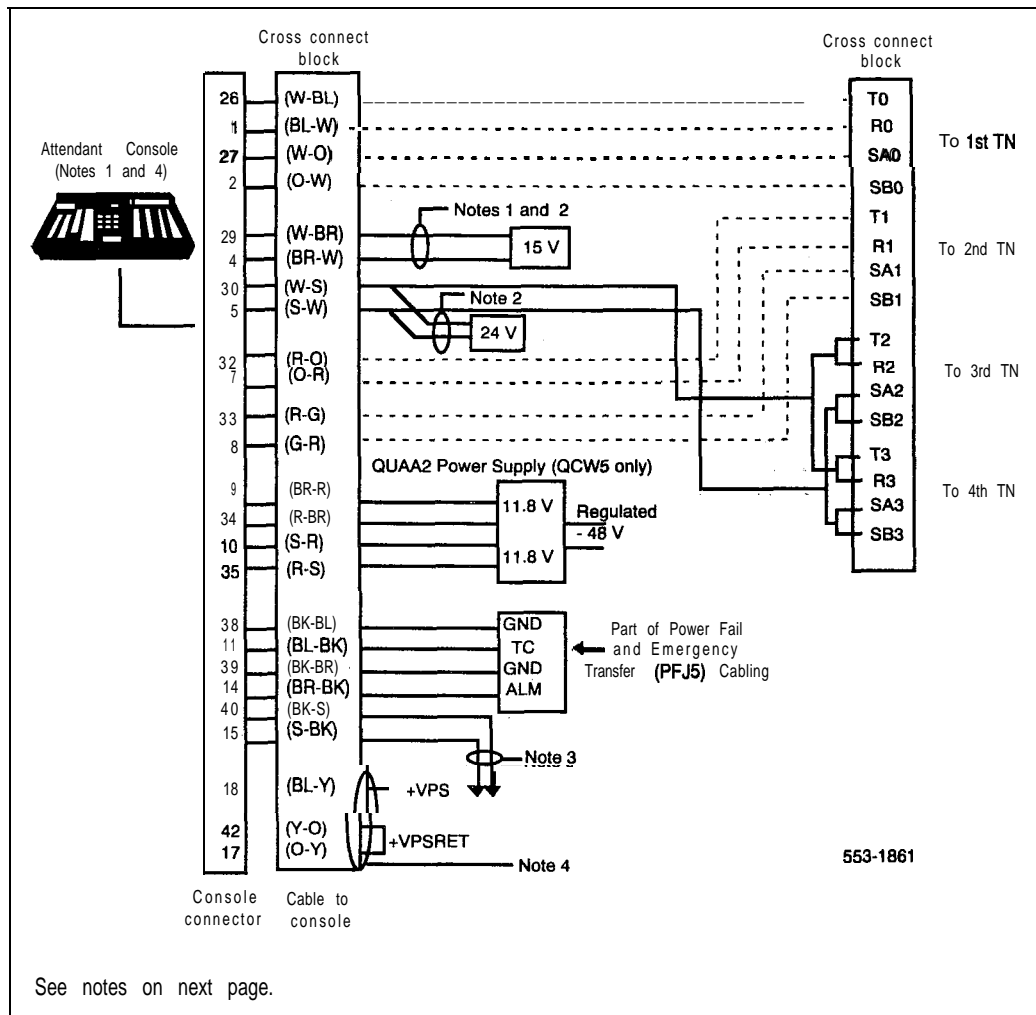 Cross connect
block
Cross connect
block
Attendant Console
(Notes 1 and 4)
26 (W-BL) T0
1 (BL-W) R0
27 (W-O) SA0
2 (O-W) SB0
To 1st TN
Notes 1 and 2
29 (W-BR) 15 V
4 (BR-W)
T1
R1
SA1
SB1
To 2nd TN
30 (W-S)
5 (S-W)
Note 2
24 V
T2
R2
SA2
SB2
To 3rd TN
32 (R-O)
7 (O-R)
33 (R-G)
8 (G-R)
T3
R3
SA3
SB3
To 4th TN
QUAA2 Power Supply (QCW5 only)
9 (BR-R) 11.8 V
34 (R-BR)
10 (S-R)
35 (R-S) 11.8 V
Regulated
- 48 V
38 (BK-BL) GND
11 (BL-BK) TC
39 (BK-BR) GND
14 (BR-BK) ALM
Part of Power Fail
and Emergency
Transfer (PFJ5) Cabling
40 (BK-S)
15 (S-BK)
Note 3
18 (BL-Y) +VPS
42 (Y-O)
17 (O-Y)
+VPSRET
Note 4
553-1861
Console
connector
Cable to
console
See notes on next page.